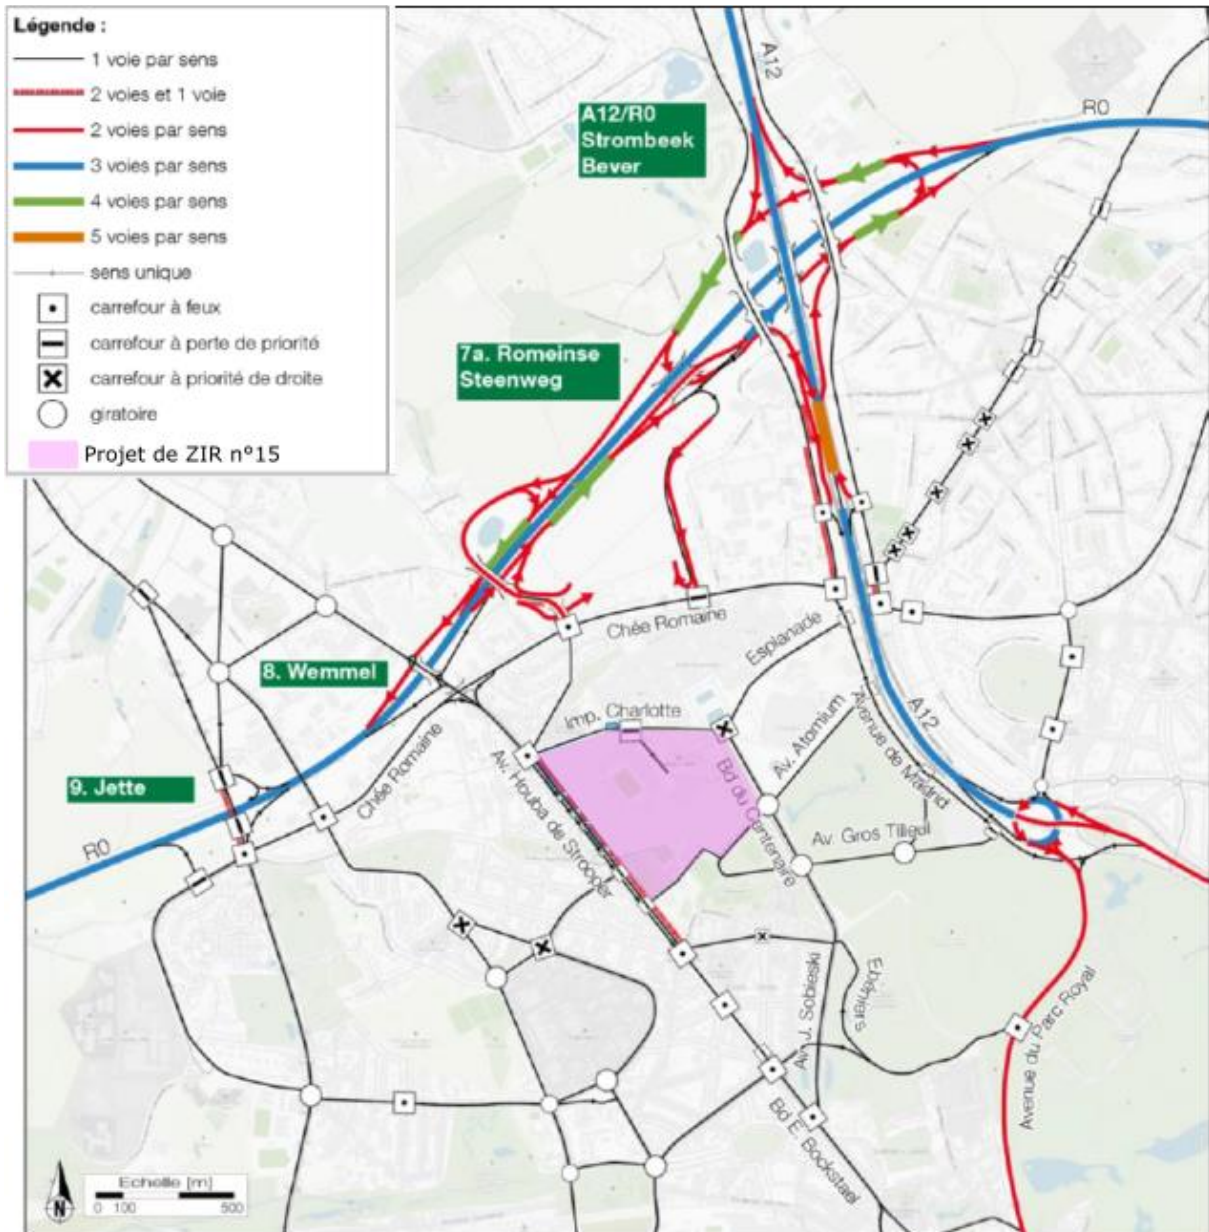 Légende :
1 voie par sens
2 voies et 1 voie
2 voies par sens
3 voies par sens
4 voies par sens
5 voies par sens
sens unique
carrefour à feux
carrefour à perte de priorité
carrefour à priorité de droite
giratoire
Projet de ZIR n°15
A12
R0
A12/R0
Strombeek
Bever
7a. Romeinse
Steenweg
Chée Romaine
Esplanade
8. Wemmel
Imp. Charlotte
Av. Atomium
Avenue de Madrid
A12
9. Jette
Chée Romaine
Av. Houba de Strooper
Bd du Centenaire
Av. Gros Tilleul
R0
Av. J. Sobieski
Ebéniers
Avenue du Parc Royal
Bd E. Bockstael
Echelle [m]
0 100 500
N